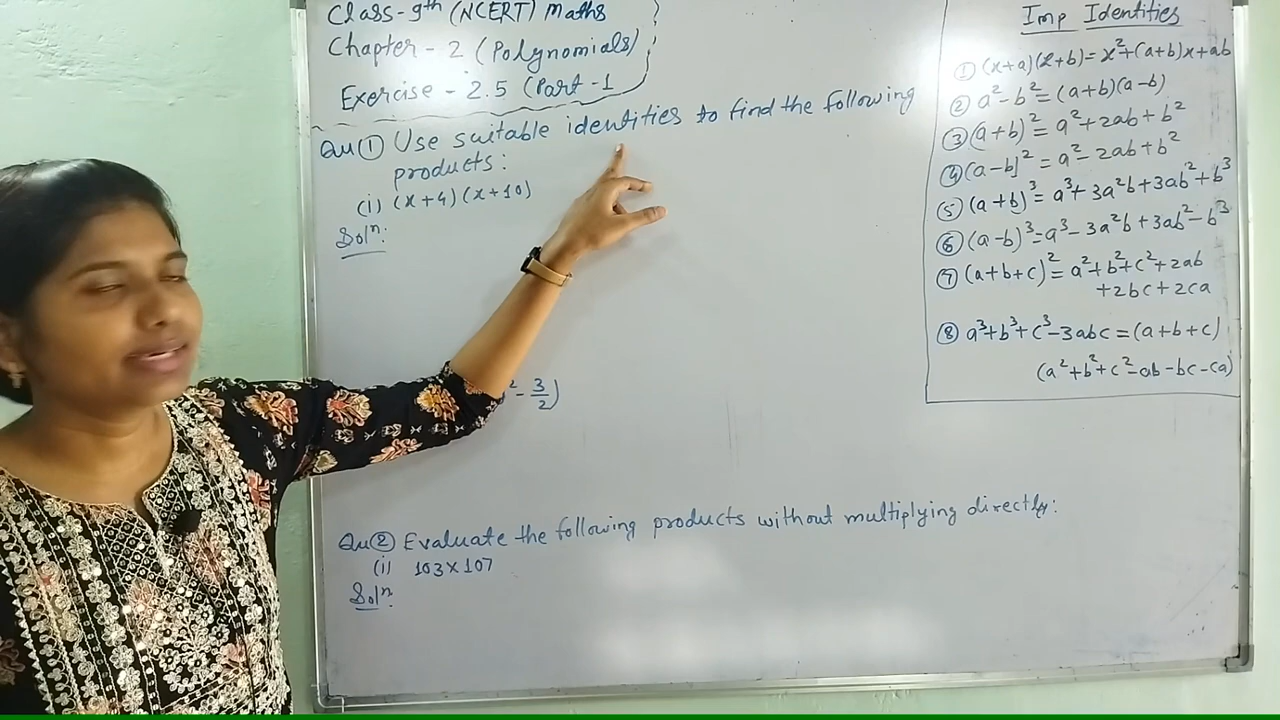 Class-9th (NCERT) Maths
Chapter - 2 (Polynomials)
Exercise - 2.5 (Part -1
Qu① Use suitable identities to find the following
products:
(i) (x+4)(x+10)
Solⁿ:
² - 3/2)
Qu② Evaluate the following products without multiplying directly:
(i) 103×107
Solⁿ:
Imp Identities
① (x+a)(x+b)=x²+(a+b)x+ab
② a²-b²=(a+b)(a-b)
③ (a+b)²=a²+2ab+b²
④ (a-b)²=a²-2ab+b²
⑤ (a+b)³=a³+3a²b+3ab²+b³
⑥ (a-b)³=a³-3a²b+3ab²-b³
⑦ (a+b+c)²=a²+b²+c²+2ab
+2bc+2ca
⑧ a³+b³+c³-3abc=(a+b+c)
(a²+b²+c²-ab-bc-ca)